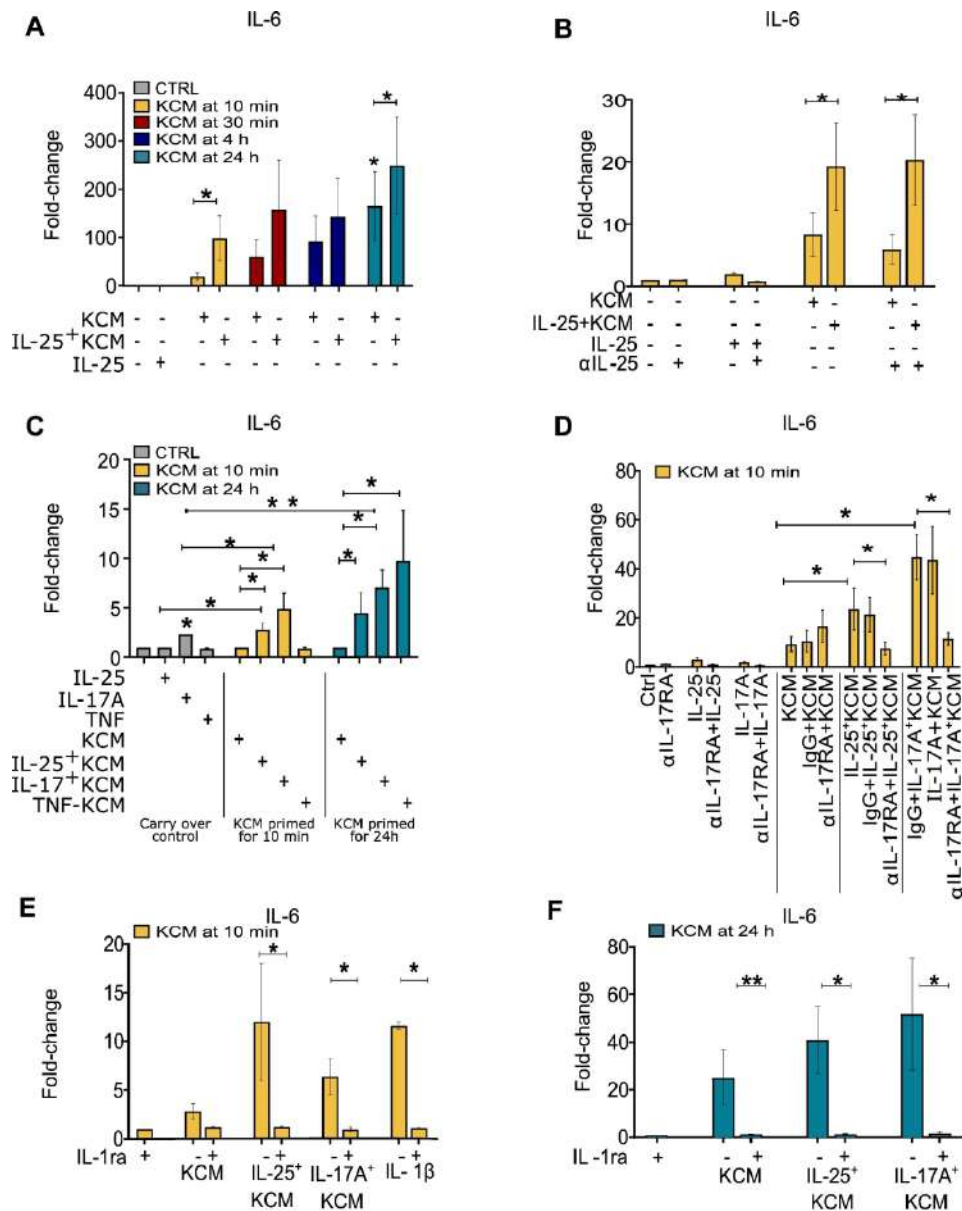 A
IL-6
Fold-change
400
300
200
100
0
CTRL
KCM at 10 min
KCM at 30 min
KCM at 4 h
KCM at 24 h
*
*
*
KCM - - + - + - + - + -
IL-25⁺KCM - - - + - + - + - +
IL-25 - + - - - - - - - -
B
IL-6
Fold-change
30
20
10
0
*
*
KCM - - - - + - + -
IL-25+KCM - - - - - + - +
IL-25 - - + + - - - -
αIL-25 - + - + - - + +
C
IL-6
Fold-change
20
15
10
5
0
CTRL
KCM at 10 min
KCM at 24 h
* *
*
*
*
*
*
*
*
*
IL-25 +
IL-17A +
TNF +
KCM + +
IL-25⁺KCM + +
IL-17⁺KCM + +
TNF-KCM + +
Carry over
control
KCM primed
for 10 min
KCM primed
for 24h
D
IL-6
Fold-change
80
60
40
20
0
KCM at 10 min
*
*
*
*
Ctrl
αIL-17RA
IL-25
αIL-17RA+IL-25
IL-17A
αIL-17RA+IL-17A
KCM
IgG+KCM
αIL-17RA+KCM
IL-25⁺KCM
IgG+IL-25⁺KCM
αIL-17RA+IL-25⁺KCM
IgG+IL-17A⁺KCM
IL-17A+KCM
αIL-17RA+IL-17A⁺KCM
E
IL-6
Fold-change
20
15
10
5
0
KCM at 10 min
*
*
*
IL-1ra + - + - + - + - +
KCM
IL-25⁺
KCM
IL-17A⁺
KCM
IL- 1β
F
IL-6
Fold-change
80
60
40
20
0
KCM at 24 h
**
*
*
IL-1ra + - + - + - +
KCM
IL-25⁺
KCM
IL-17A⁺
KCM